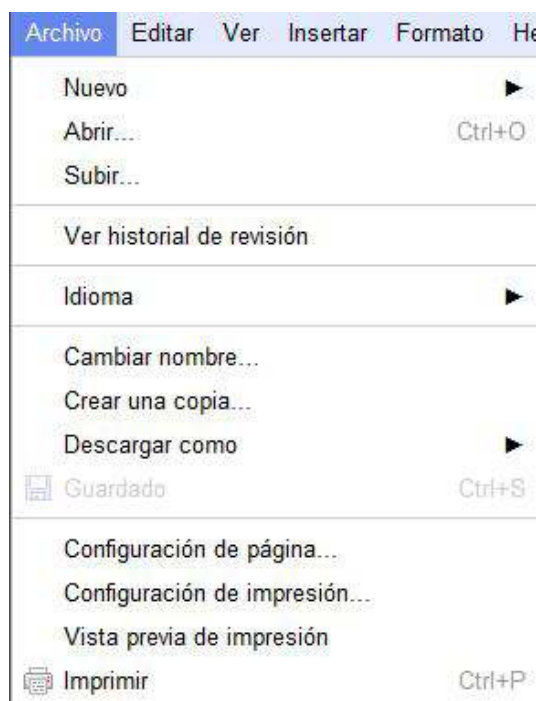 Archivo Editar Ver Insertar Formato He
Nuevo ►
Abrir... Ctrl+O
Subir...
Ver historial de revisión
Idioma ►
Cambiar nombre...
Crear una copia...
Descargar como ►
Guardado Ctrl+S
Configuración de página...
Configuración de impresión...
Vista previa de impresión
Imprimir Ctrl+P